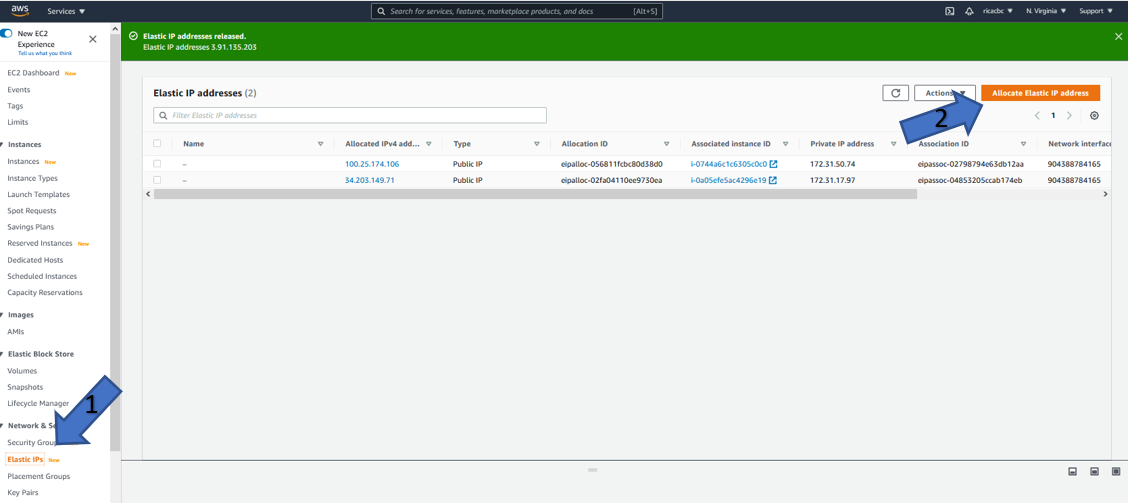 aws Services Search for services, features, marketplace products, and docs [Alt+S] ricacbc N. Virginia Support
New EC2
Experience
Tell us what you think
EC2 Dashboard New
Events
Tags
Limits
Instances
Instances New
Instance Types
Launch Templates
Spot Requests
Savings Plans
Reserved Instances New
Dedicated Hosts
Scheduled Instances
Capacity Reservations
Images
AMIs
Elastic Block Store
Volumes
Snapshots
Lifecycle Manager
1
Network & Se
Security Group
Elastic IPs New
Placement Groups
Key Pairs
Elastic IP addresses released.
Elastic IP addresses 3.91.135.203
Elastic IP addresses (2) Actions Allocate Elastic IP address
2
Filter Elastic IP addresses 1
Name Allocated IPv4 add... Type Allocation ID Associated instance ID Private IP address Association ID Network interface
– 100.25.174.106 Public IP eipalloc-056811fcbc80d38d0 i-0744a6c1c6305c0c0 172.31.50.74 eipassoc-02798794e63db12aa 904388784165
– 34.203.149.71 Public IP eipalloc-02fa04110ee9730ea i-0a05efe5ac4296e19 172.31.17.97 eipassoc-04853205ccab174eb 904388784165